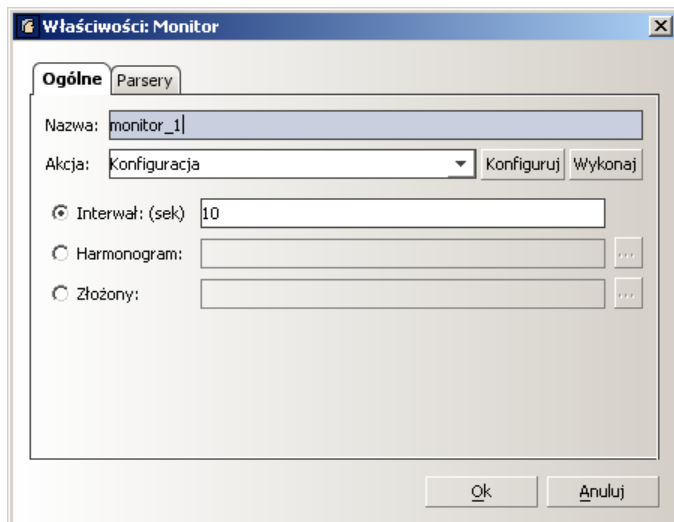 Właściwości: Monitor
Ogólne Parsery
Nazwa: monitor_1
Akcja: Konfiguracja Konfiguruj Wykonaj
Interwał: (sek) 10
Harmonogram: ...
Złożony: ...
Ok Anuluj